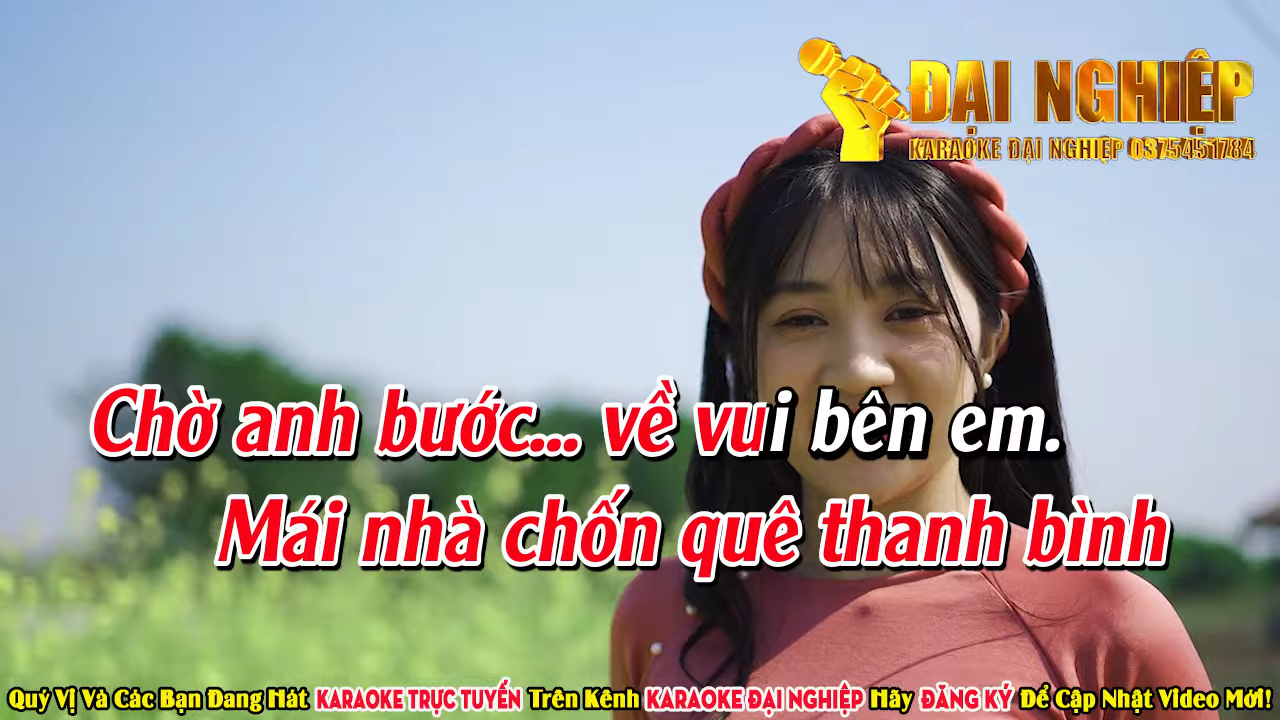 ĐẠI NGHIỆP
KARAOKE ĐẠI NGHIỆP 0375451784
Chờ anh bước... về vui bên em.
Mái nhà chốn quê thanh bình
Quý Vị Và Các Bạn Đang Hát KARAOKE TRỰC TUYẾN Trên Kênh KARAOKE ĐẠI NGHIỆP Hãy ĐĂNG KÝ Để Cập Nhật Video Mới!